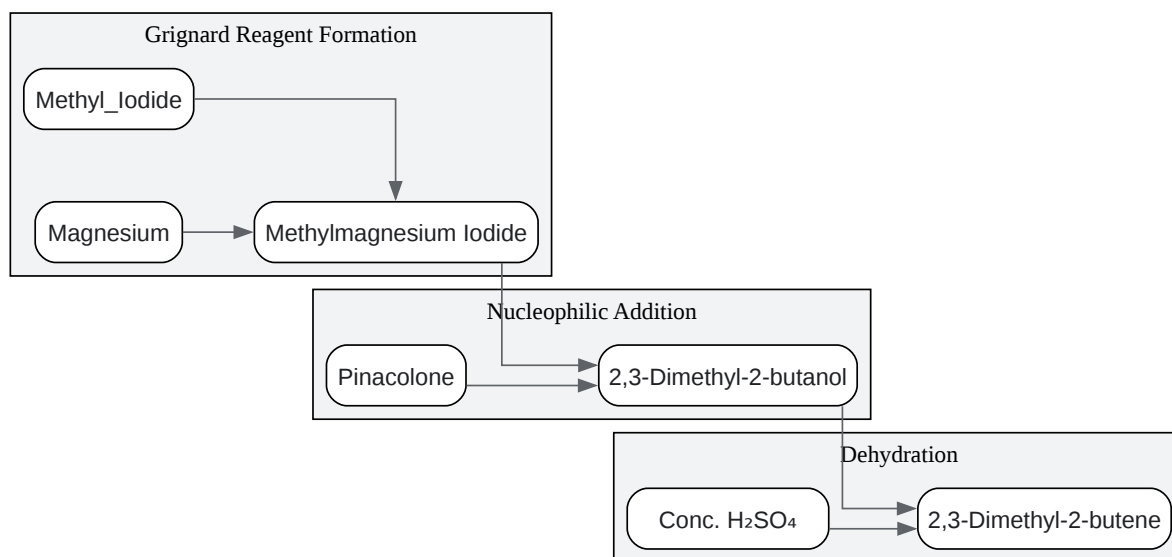 Grignard Reagent Formation
Methyl_Iodide
Magnesium
Methylmagnesium Iodide
Nucleophilic Addition
Pinacolone
2,3-Dimethyl-2-butanol
Dehydration
Conc. H₂SO₄
2,3-Dimethyl-2-butene